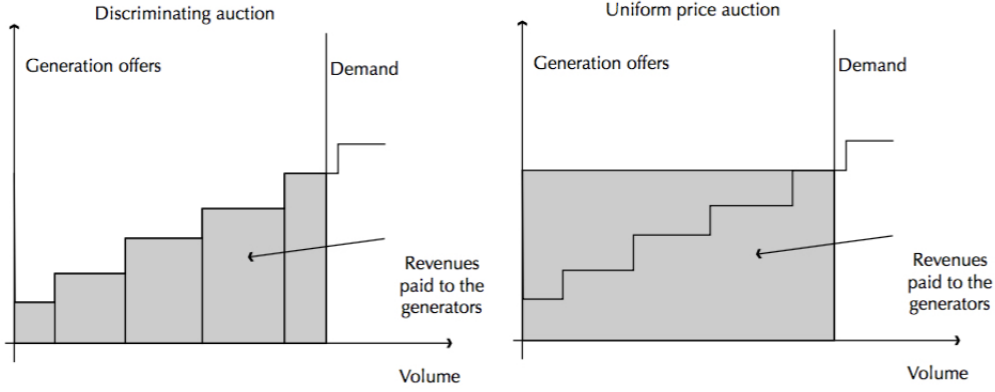 Discriminating auction
Generation offers
Demand
Revenues
paid to the
generators
Volume
Uniform price auction
Generation offers
Demand
Revenues
paid to the
generators
Volume